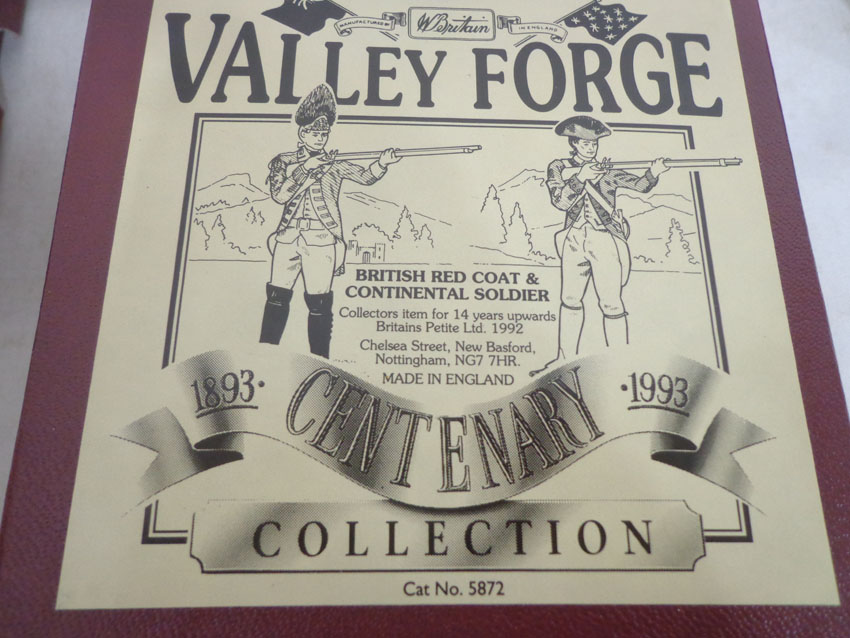 MANUFACTURED BY
W. Britain
IN ENGLAND
VALLEY FORGE
BRITISH RED COAT &
CONTINENTAL SOLDIER
Collectors item for 14 years upwards
Britains Petite Ltd. 1992
Chelsea Street, New Basford,
Nottingham, NG7 7HR.
MADE IN ENGLAND
1893· CENTENARY ·1993
COLLECTION
Cat No. 5872